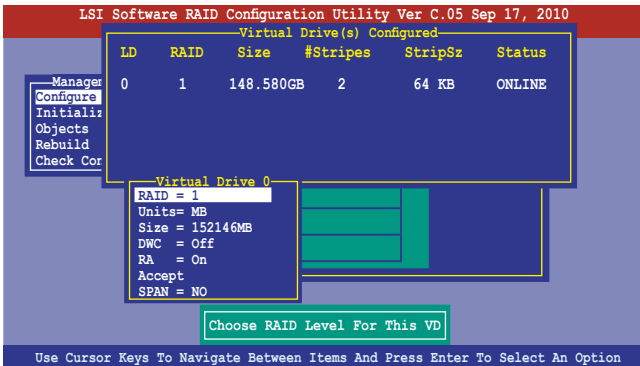 LSI Software RAID Configuration Utility Ver C.05 Sep 17, 2010
Virtual Drive(s) Configured
LD RAID Size #Stripes StripSz Status
0 1 148.580GB 2 64 KB ONLINE
Managem
Configure
Initializ
Objects
Rebuild
Check Con
Virtual Drive 0
RAID = 1
Units= MB
Size = 152146MB
DWC = Off
RA = On
Accept
SPAN = NO
Choose RAID Level For This VD
Use Cursor Keys To Navigate Between Items And Press Enter To Select An Option